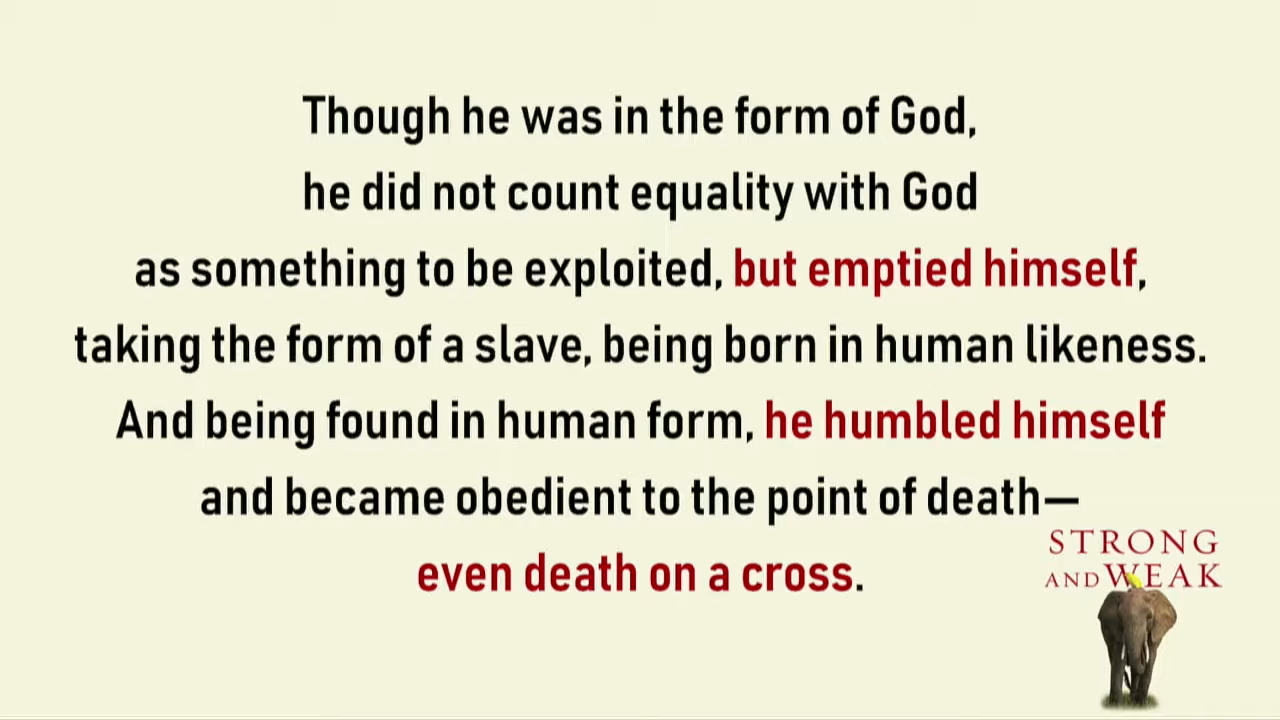 Though he was in the form of God,
he did not count equality with God
as something to be exploited, but emptied himself,
taking the form of a slave, being born in human likeness.
And being found in human form, he humbled himself
and became obedient to the point of death—
even death on a cross.
STRONG
AND WEAK